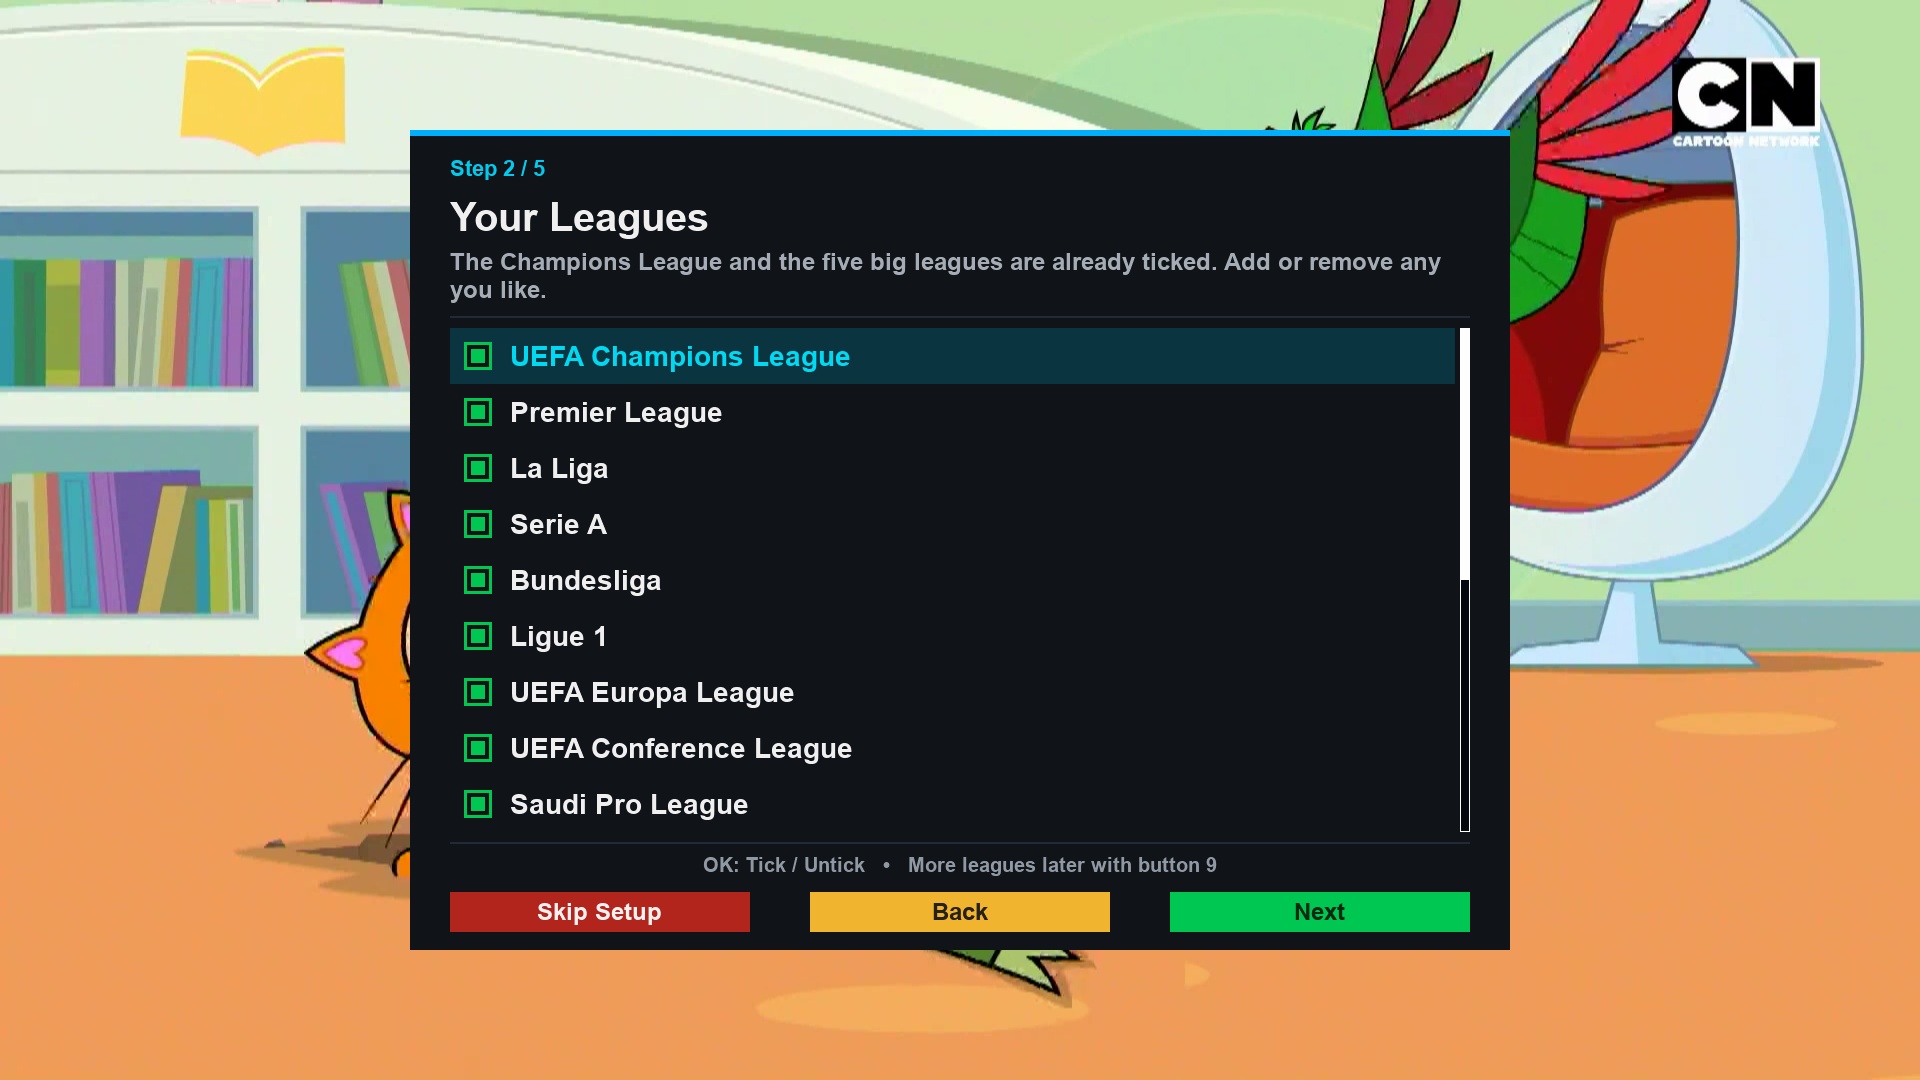 CN
CARTOON NETWORK
Step 2 / 5
Your Leagues
The Champions League and the five big leagues are already ticked. Add or remove any
you like.
UEFA Champions League
Premier League
La Liga
Serie A
Bundesliga
Ligue 1
UEFA Europa League
UEFA Conference League
Saudi Pro League
OK: Tick / Untick • More leagues later with button 9
Skip Setup
Back
Next